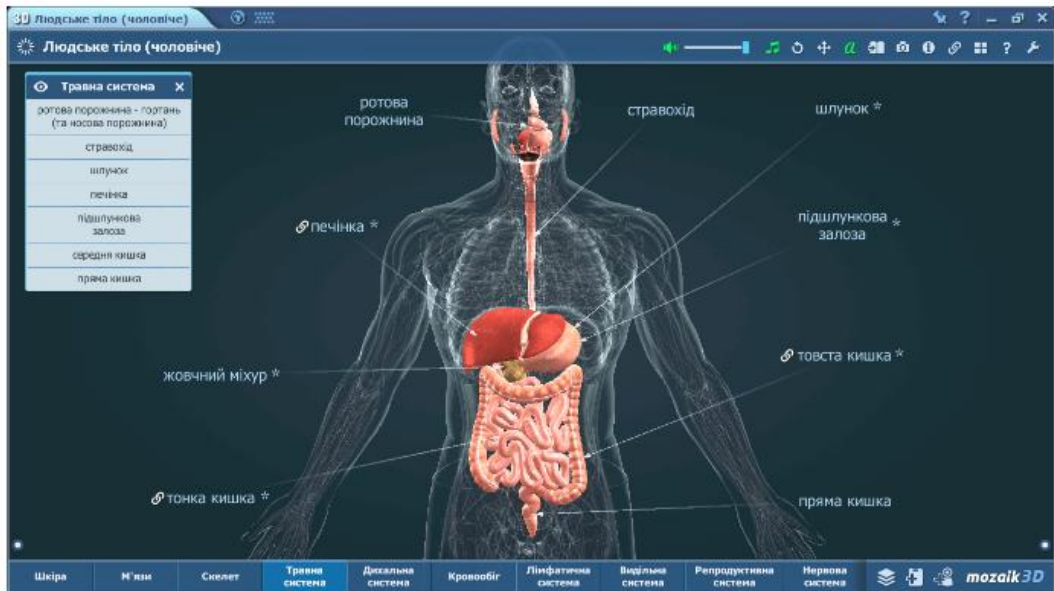 3D Людське тіло (чоловіче)
Людське тіло (чоловіче)
Травна система
ротова порожнина - гортань
(та носова порожнина)
стравохід
шлунок
печінка
підшлункова
залоза
середня кишка
пряма кишка
ротова
порожнина
стравохід
шлунок *
печінка *
підшлункова *
залоза
жовчний міхур *
товста кишка *
тонка кишка *
пряма кишка
Шкіра
М'язи
Скелет
Травна
система
Дихальна
система
Кровообіг
Лімфатична
система
Видільна
система
Репродуктивна
система
Нервова
система
mozaik3D